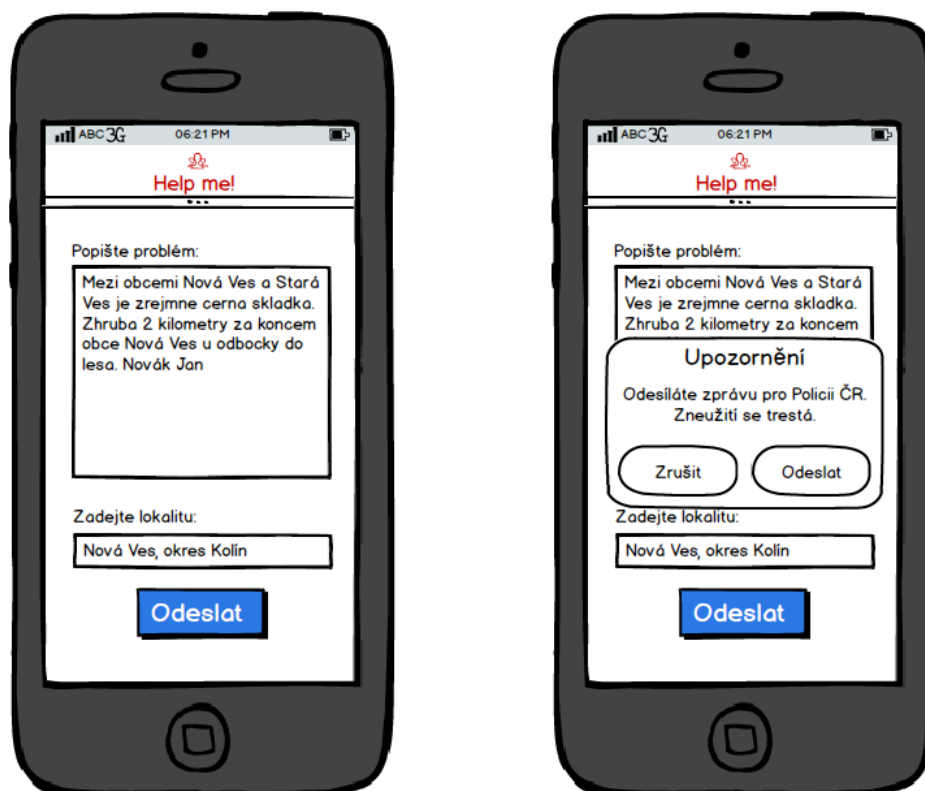 ABC 3G 06:21 PM
Help me!
Popište problém:
Mezi obcemi Nová Ves a Stará
Ves je zrejmne cerna skladka.
Zhruba 2 kilometry za koncem
obce Nová Ves u odbocky do
lesa. Novák Jan
Zadejte lokalitu:
Nová Ves, okres Kolín
Odeslat
ABC 3G 06:21 PM
Help me!
Popište problém:
Mezi obcemi Nová Ves a Stará
Ves je zrejmne cerna skladka.
Zhruba 2 kilometry za koncem
Upozornění
Odesíláte zprávu pro Policii ČR.
Zneužití se trestá.
Zrušit Odeslat
Zadejte lokalitu:
Nová Ves, okres Kolín
Odeslat